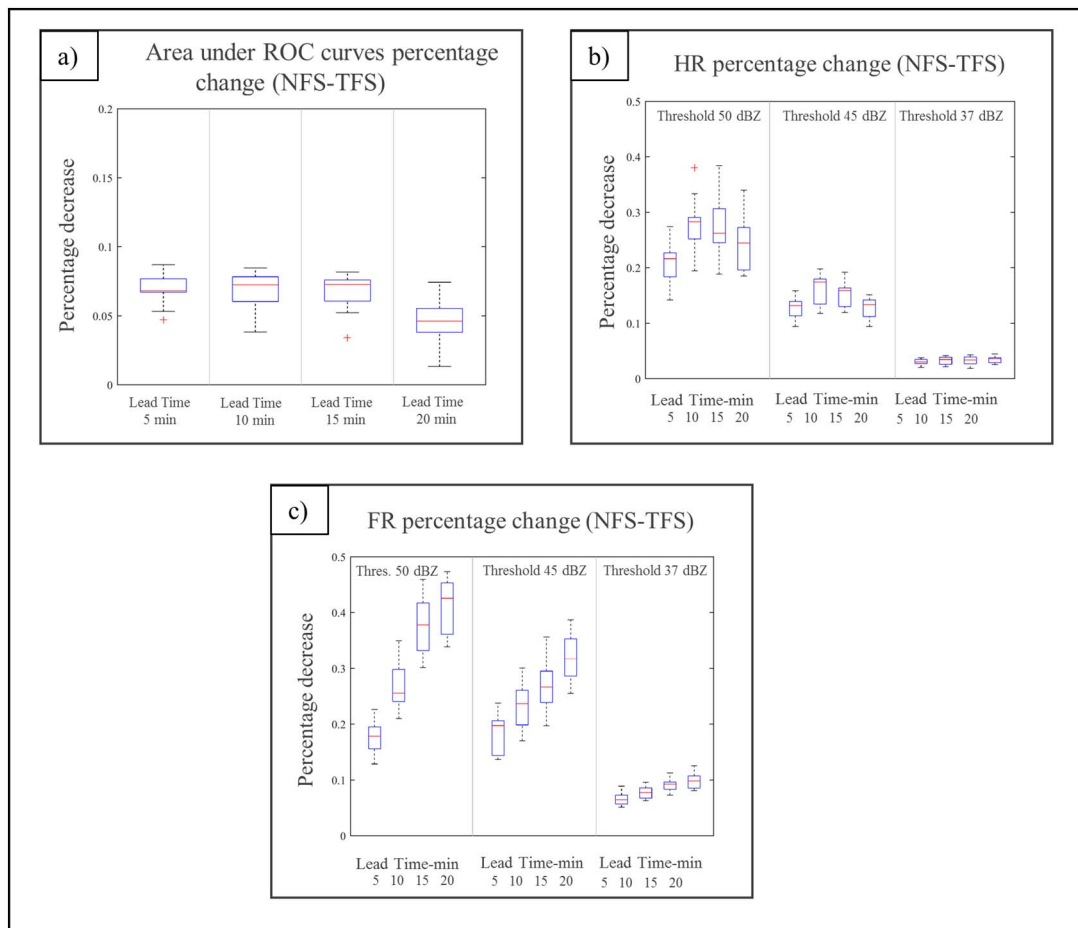 a)
Area under ROC curves percentage
change (NFS-TFS)
Percentage decrease
0.2
0.15
0.1
0.05
0
Lead Time Lead Time Lead Time Lead Time
5 min 10 min 15 min 20 min
b)
HR percentage change (NFS-TFS)
Percentage decrease
0.5
0.4
0.3
0.2
0.1
0
Threshold 50 dBZ Threshold 45 dBZ Threshold 37 dBZ
Lead Time-min Lead Time-min Lead Time-min
5 10 15 20 5 10 15 20 5 10 15 20
c)
FR percentage change (NFS-TFS)
Percentage decrease
0.5
0.4
0.3
0.2
0.1
0
Thres. 50 dBZ Threshold 45 dBZ Threshold 37 dBZ
Lead Time-min Lead Time-min Lead Time-min
5 10 15 20 5 10 15 20 5 10 15 20